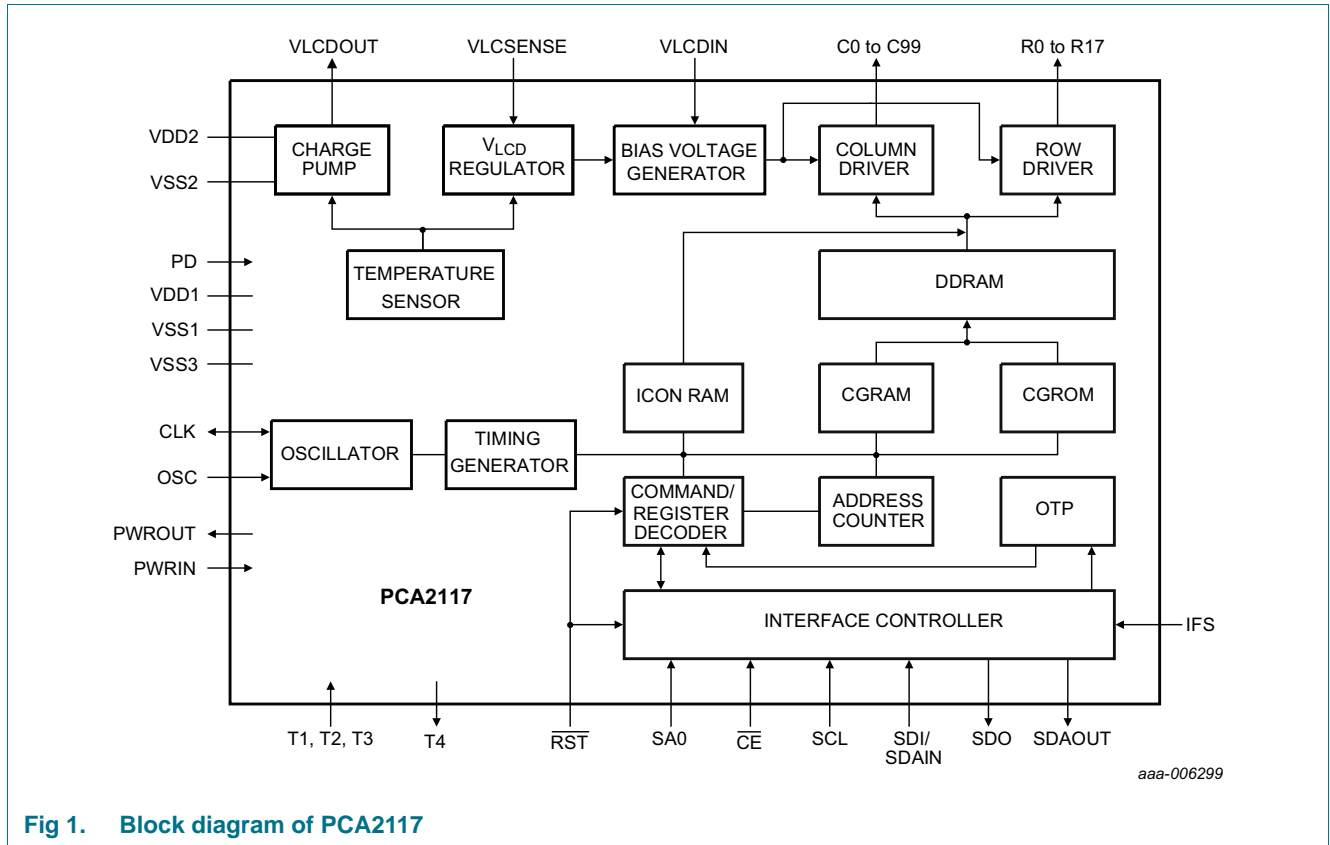 VLCDOUT
VLCSENSE
VLCDIN
C0 to C99
R0 to R17
VDD2
VSS2
CHARGE
PUMP
VLCD
REGULATOR
BIAS VOLTAGE
GENERATOR
COLUMN
DRIVER
ROW
DRIVER
PD
VDD1
VSS1
VSS3
TEMPERATURE
SENSOR
DDRAM
ICON RAM
CGRAM
CGROM
CLK
OSC
OSCILLATOR
TIMING
GENERATOR
COMMAND/
REGISTER
DECODER
ADDRESS
COUNTER
OTP
PWROUT
PWRIN
PCA2117
INTERFACE CONTROLLER
IFS
T1, T2, T3
T4
RST
SA0
CE
SCL
SDI/
SDAIN
SDO
SDAOUT
aaa-006299
Fig 1. Block diagram of PCA2117